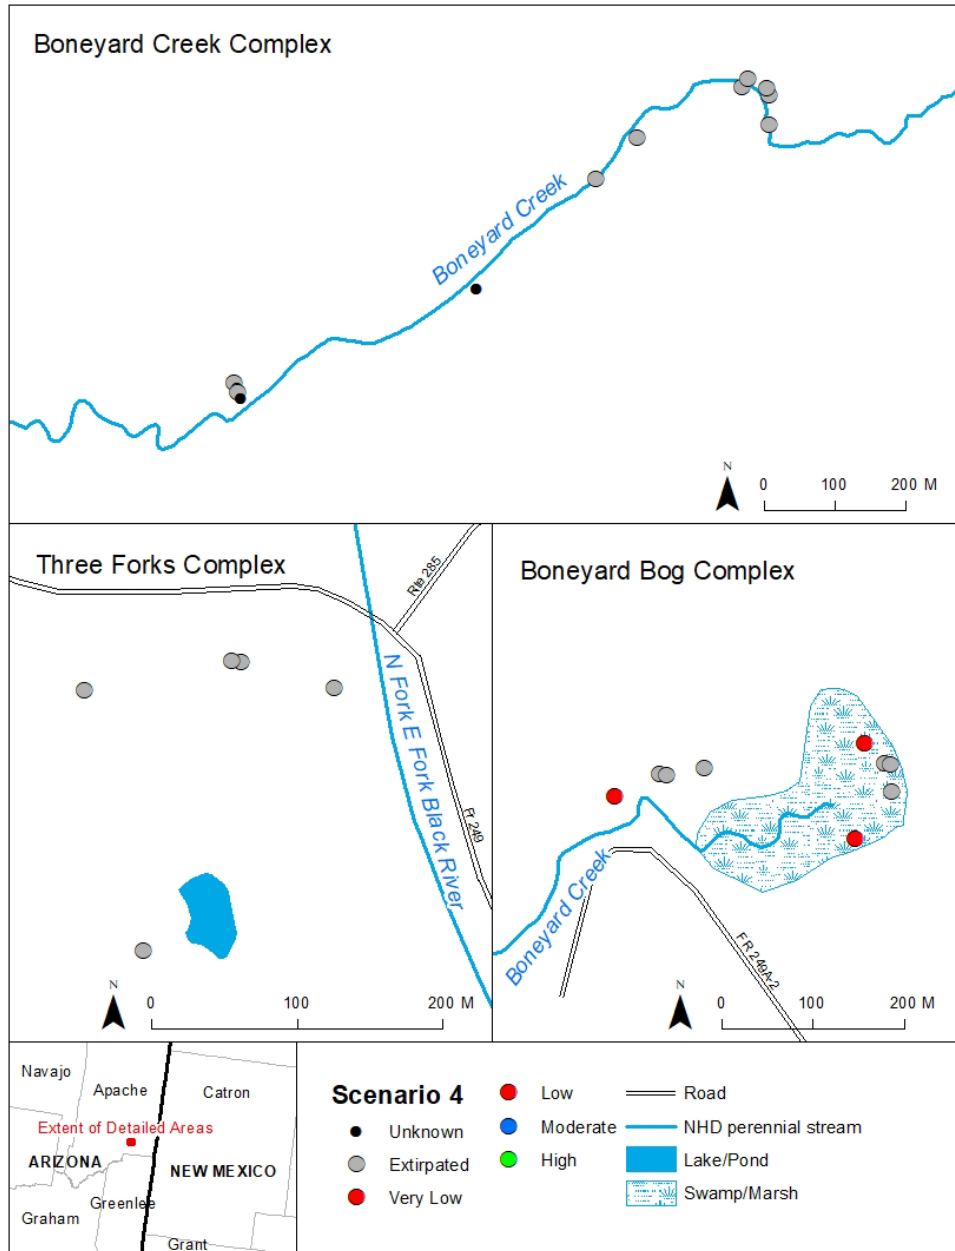 Boneyard Creek Complex
Boneyard Creek
N
0 100 200 M
Three Forks Complex
Rte 285
N Fork E Fork Black River
Fr 249
N
0 100 200 M
Boneyard Bog Complex
Boneyard Creek
FR 249A-2
N
0 100 200 M
Navajo
Apache
Catron
Extent of Detailed Areas
ARIZONA
NEW MEXICO
Greenlee
Graham
Grant
Scenario 4
Unknown
Extirpated
Very Low
Low
Moderate
High
Road
NHD perennial stream
Lake/Pond
Swamp/Marsh